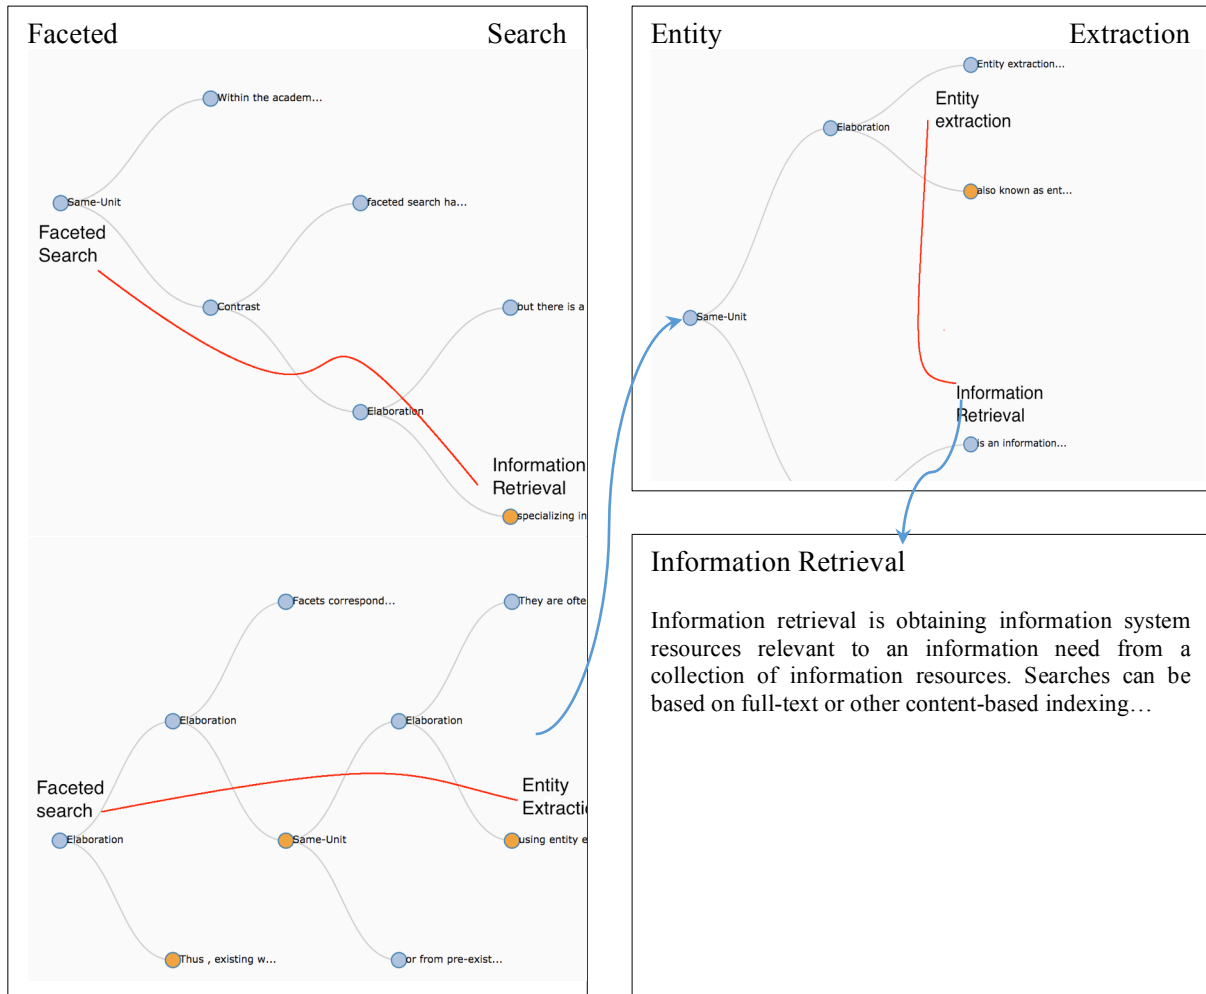 Faceted Search
Within the academ...
Same-Unit
faceted search ha...
Faceted
Search
Contrast
but there is a
Elaboration
Information
Retrieval
specializing in
Facets correspond...
They are ofte
Elaboration
Elaboration
Faceted
search
Entity
Extractio
Elaboration
Same-Unit
using entity e
Thus , existing w...
or from pre-exist...
Entity Extraction
Entity extraction...
Entity
extraction
Elaboration
also known as ent...
Same-Unit
Information
Retrieval
is an information...
Information Retrieval
Information retrieval is obtaining information system
resources relevant to an information need from a
collection of information resources. Searches can be
based on full-text or other content-based indexing…